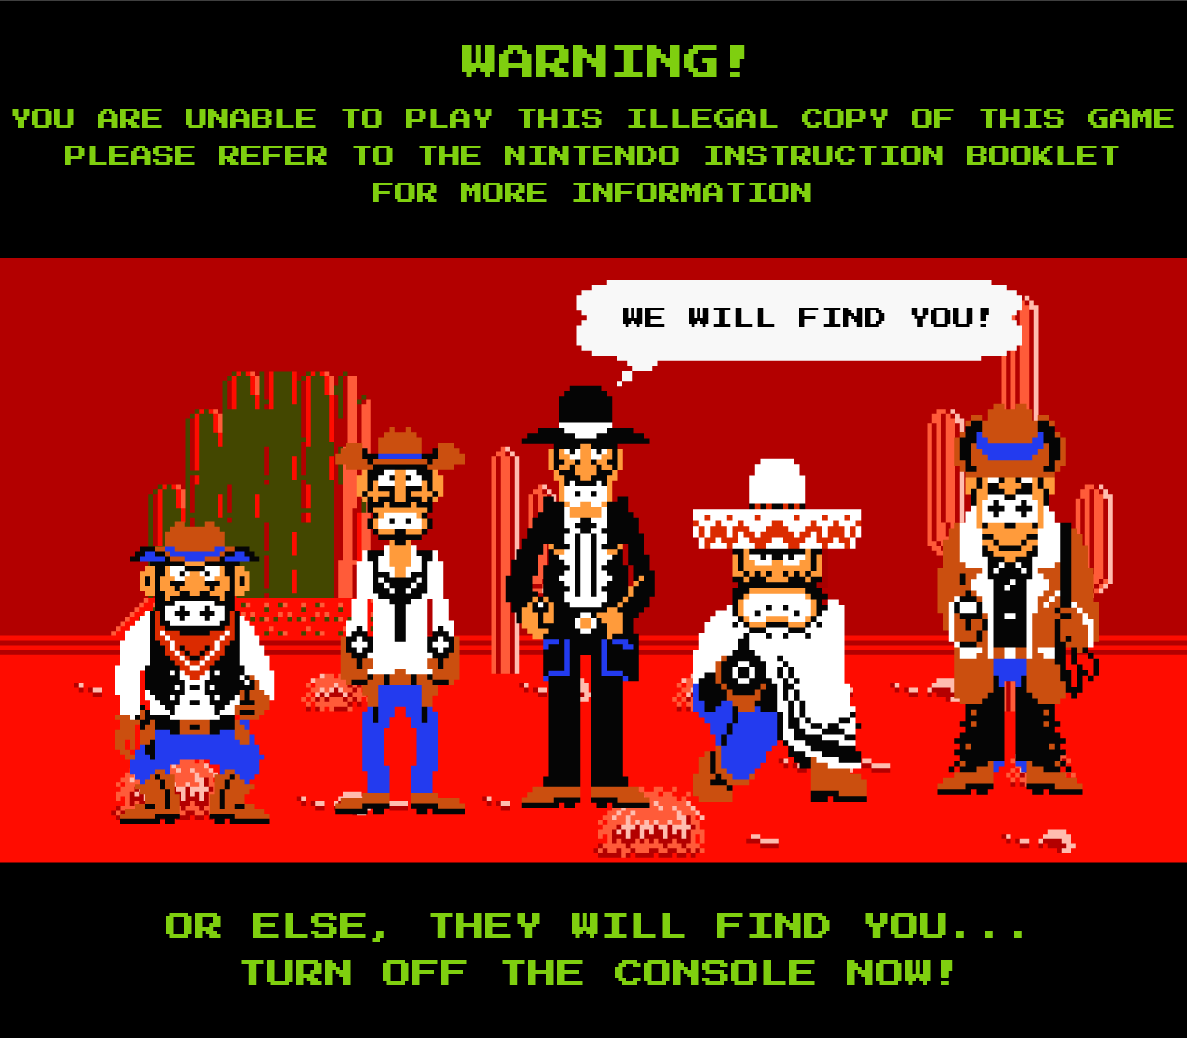 WARNING!
YOU ARE UNABLE TO PLAY THIS ILLEGAL COPY OF THIS GAME
PLEASE REFER TO THE NINTENDO INSTRUCTION BOOKLET
FOR MORE INFORMATION
WE WILL FIND YOU!
OR ELSE, THEY WILL FIND YOU...
TURN OFF THE CONSOLE NOW!